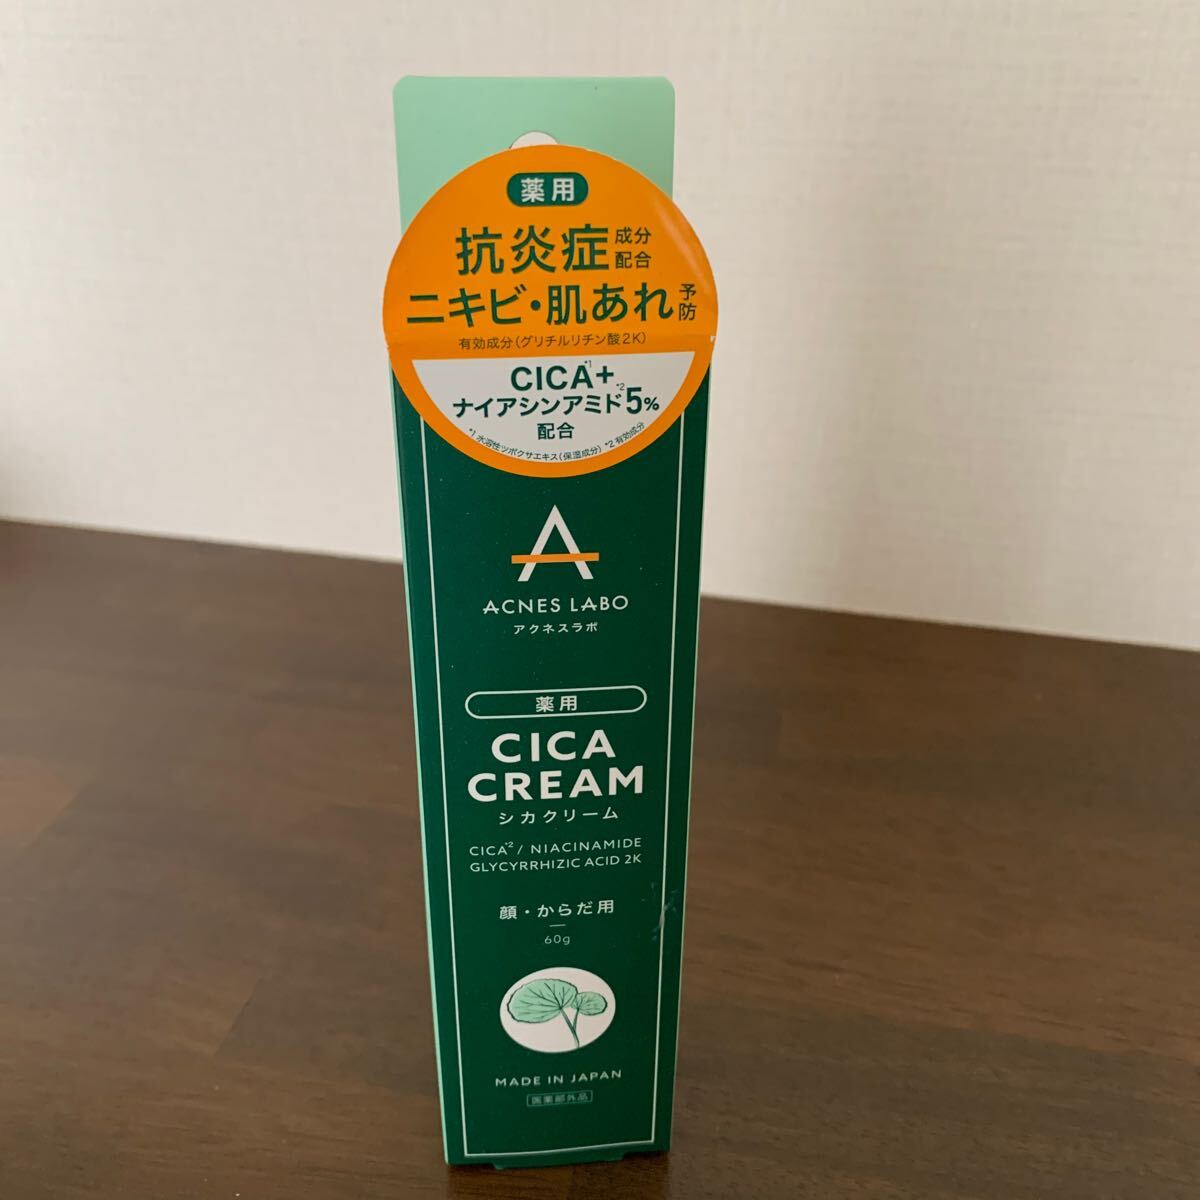 薬用
抗炎症成分配合
ニキビ・肌あれ予防
有効成分(グリチルリチン酸2K)
CICA*1+
ナイアシンアミド*2 5%
配合
*1 水溶性ツボクサエキス(保湿成分) *2 有効成分
A
ACNES LABO
アクネスラボ
薬用
CICA
CREAM
シカクリーム
CICA*2 / NIACINAMIDE
GLYCYRRHIZIC ACID 2K
顔・からだ用
60g
MADE IN JAPAN
医薬部外品